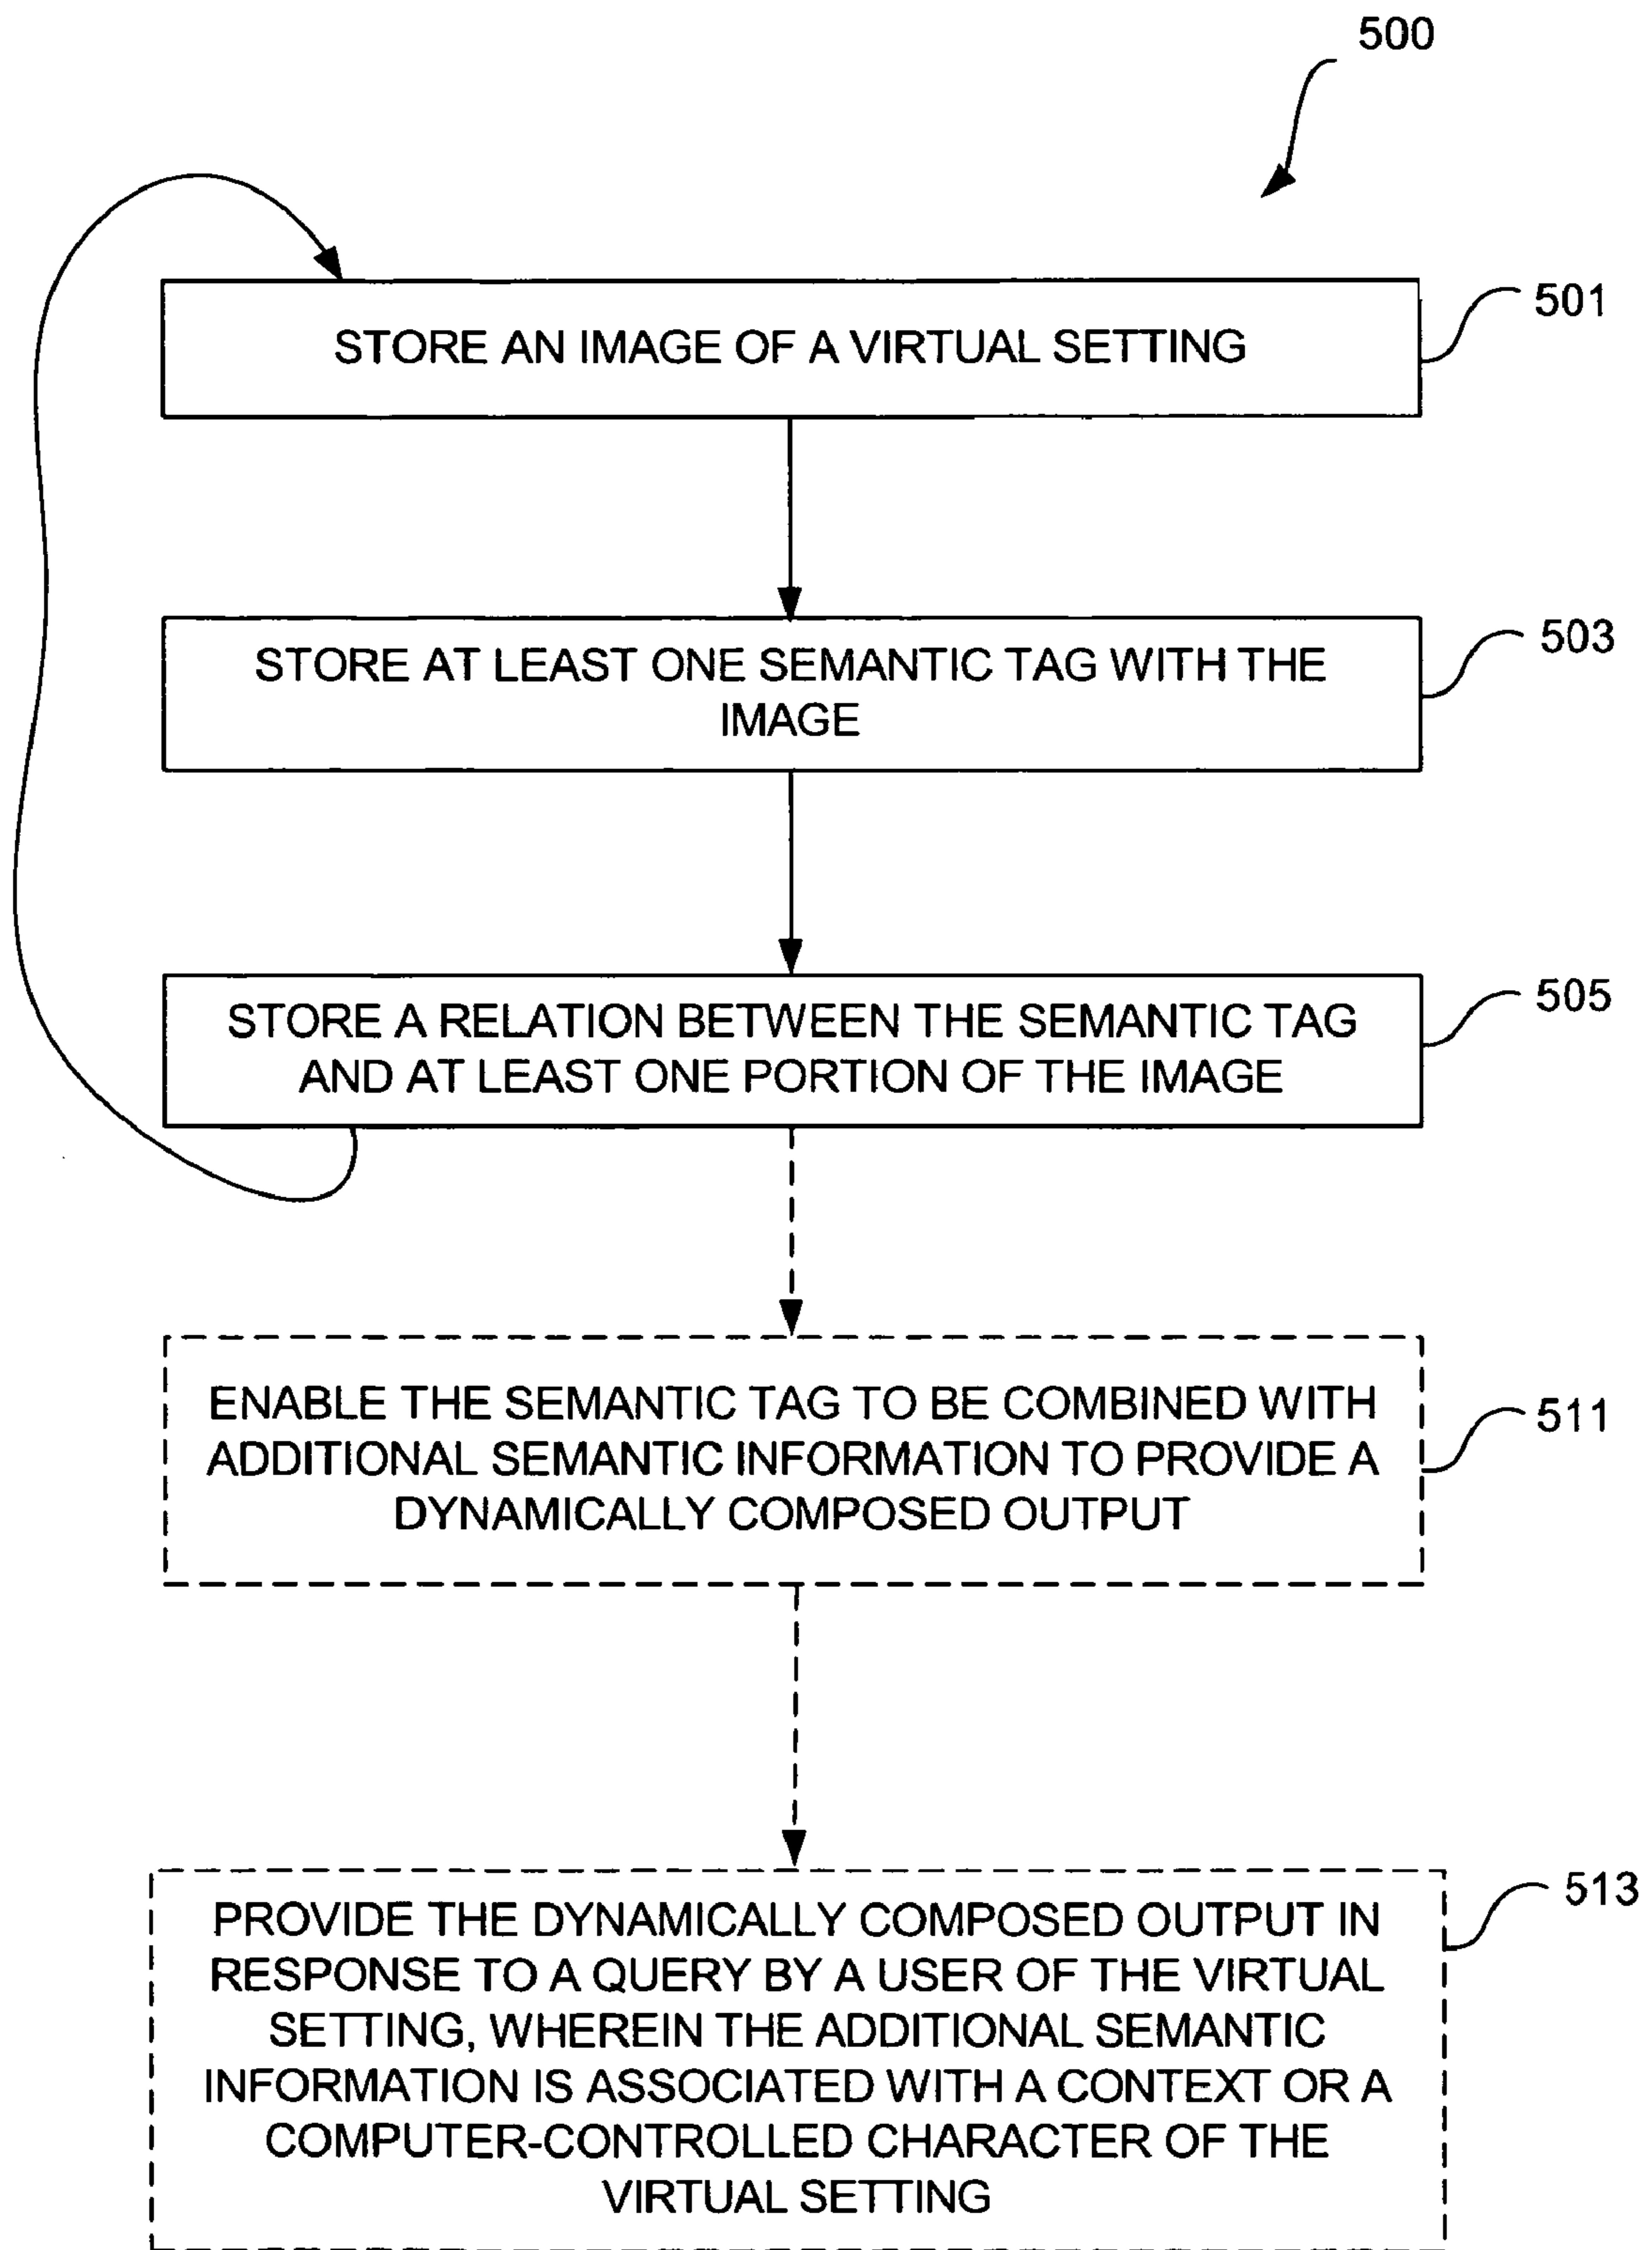 500
STORE AN IMAGE OF A VIRTUAL SETTING
501
STORE AT LEAST ONE SEMANTIC TAG WITH THE
IMAGE
503
STORE A RELATION BETWEEN THE SEMANTIC TAG
AND AT LEAST ONE PORTION OF THE IMAGE
505
ENABLE THE SEMANTIC TAG TO BE COMBINED WITH
ADDITIONAL SEMANTIC INFORMATION TO PROVIDE A
DYNAMICALLY COMPOSED OUTPUT
511
PROVIDE THE DYNAMICALLY COMPOSED OUTPUT IN
RESPONSE TO A QUERY BY A USER OF THE VIRTUAL
SETTING, WHEREIN THE ADDITIONAL SEMANTIC
INFORMATION IS ASSOCIATED WITH A CONTEXT OR A
COMPUTER-CONTROLLED CHARACTER OF THE
VIRTUAL SETTING
513